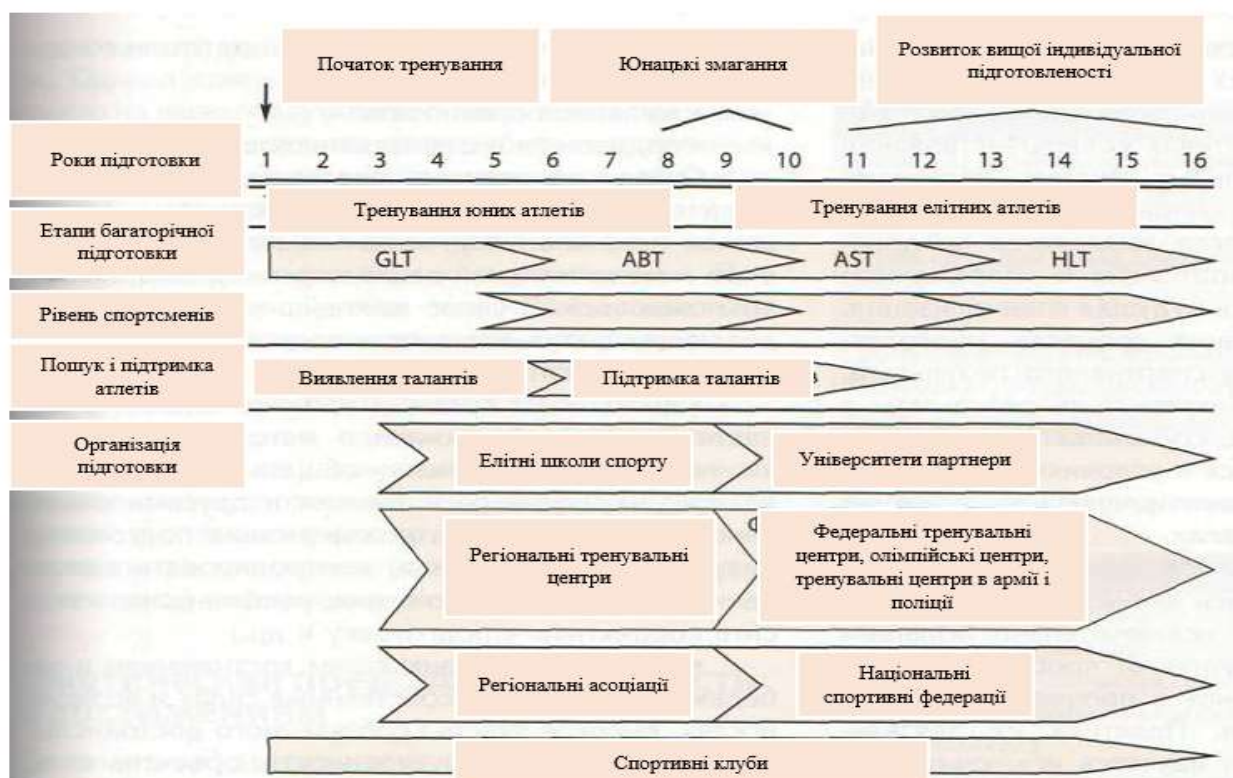 Початок тренування
Юнацькі змагання
Розвиток вищої індивідуальної
підготовленості
Роки підготовки
1 2 3 4 5 6 7 8 9 10 11 12 13 14 15 16
Етапи багаторічної
підготовки
Тренування юних атлетів
Тренування елітних атлетів
GLT
ABT
AST
HLT
Рівень спортсменів
Пошук і підтримка
атлетів
Виявлення талантів
Підтримка талантів
Організація
підготовки
Елітні школи спорту
Університети партнери
Регіональні тренувальні
центри
Федеральні тренувальні
центри, олімпійські центри,
тренувальні центри в армії і
поліції
Регіональні асоціації
Національні
спортивні федерації
Спортивні клуби